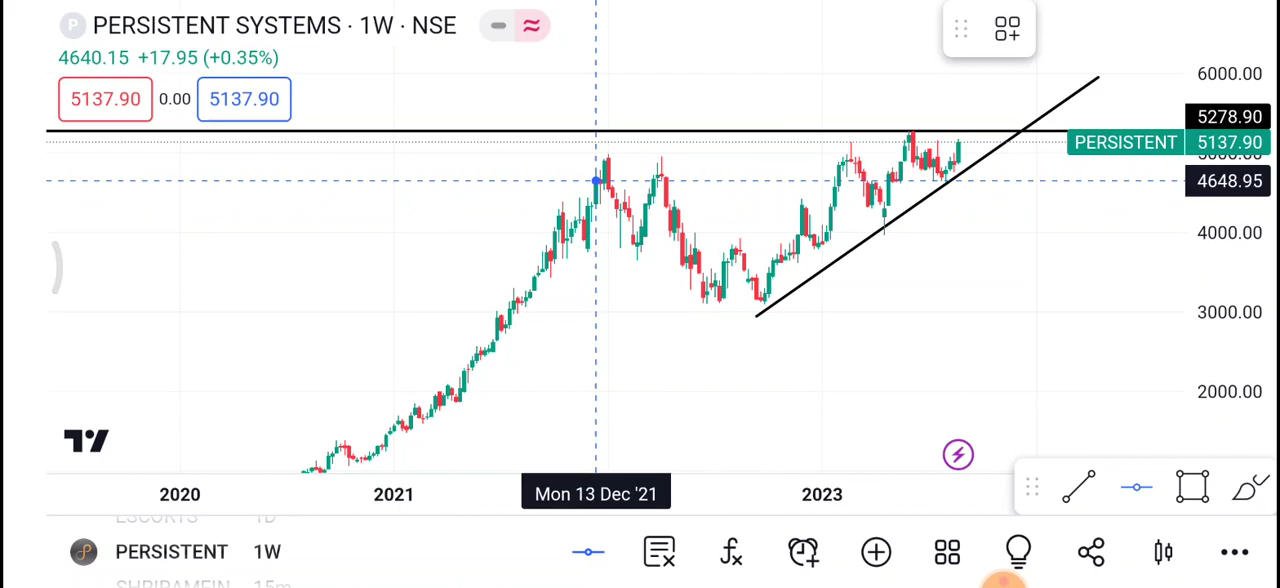 P PERSISTENT SYSTEMS · 1W · NSE
4640.15 +17.95 (+0.35%)
5137.90 0.00 5137.90
6000.00
5278.90
PERSISTENT 5137.90
5000.00
4648.95
4000.00
3000.00
2000.00
2020 2021 Mon 13 Dec '21 2023
ESCORTS 1D
PERSISTENT 1W
SHRIRAMFIN 15m